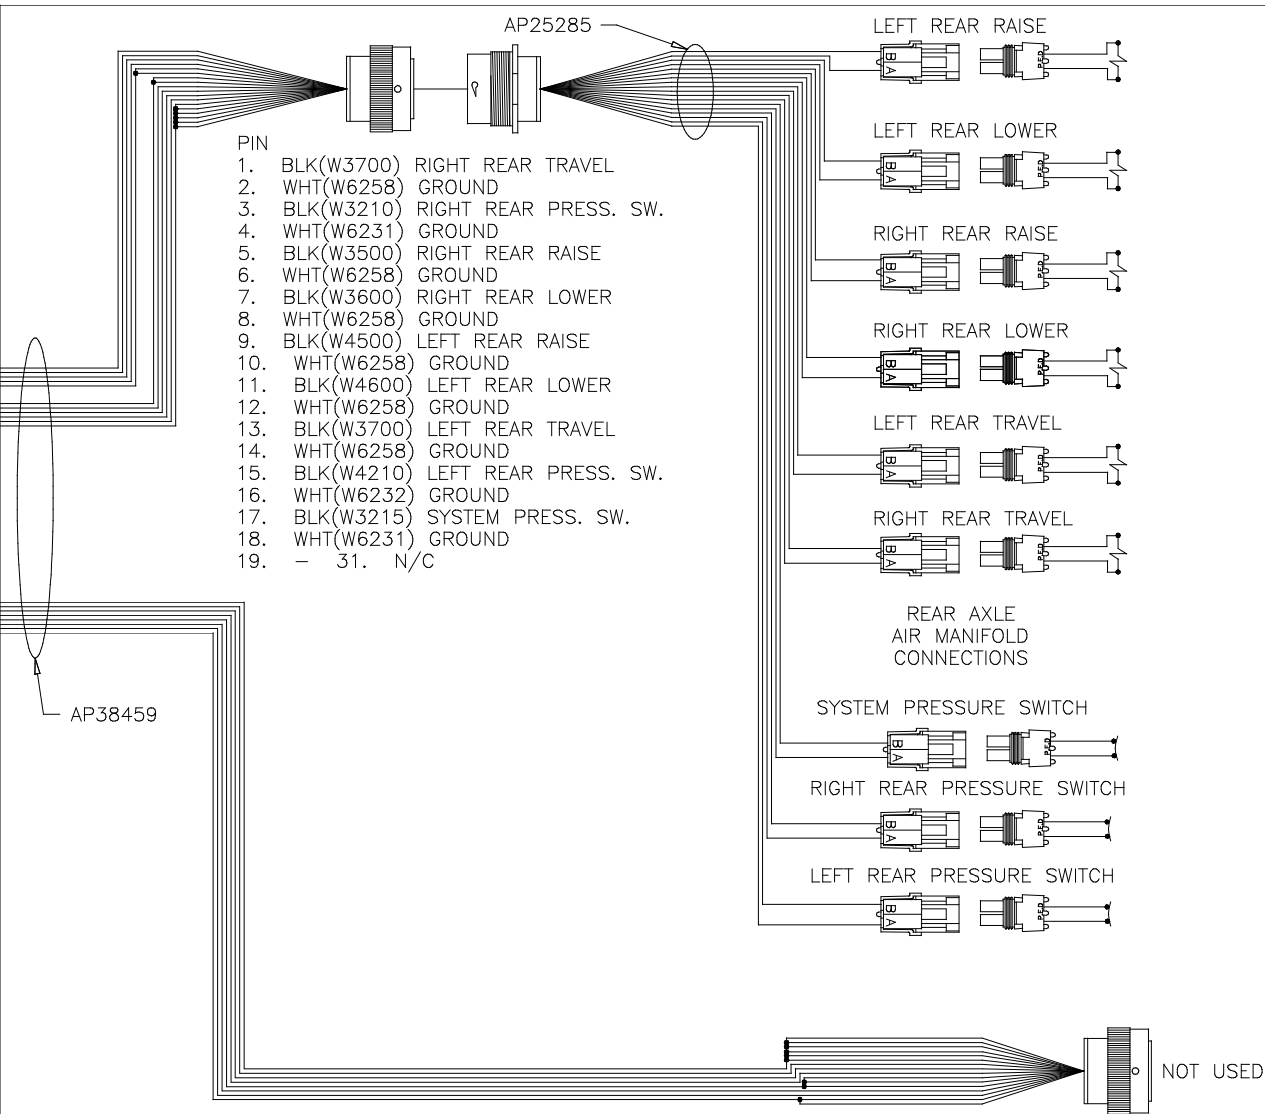 AP25285
PIN
1. BLK(W3700) RIGHT REAR TRAVEL
2. WHT(W6258) GROUND
3. BLK(W3210) RIGHT REAR PRESS. SW.
4. WHT(W6231) GROUND
5. BLK(W3500) RIGHT REAR RAISE
6. WHT(W6258) GROUND
7. BLK(W3600) RIGHT REAR LOWER
8. WHT(W6258) GROUND
9. BLK(W4500) LEFT REAR RAISE
10. WHT(W6258) GROUND
11. BLK(W4600) LEFT REAR LOWER
12. WHT(W6258) GROUND
13. BLK(W3700) LEFT REAR TRAVEL
14. WHT(W6258) GROUND
15. BLK(W4210) LEFT REAR PRESS. SW.
16. WHT(W6232) GROUND
17. BLK(W3215) SYSTEM PRESS. SW.
18. WHT(W6231) GROUND
19. – 31. N/C
AP38459
LEFT REAR RAISE
B A P.E.D
LEFT REAR LOWER
B A P.E.D
RIGHT REAR RAISE
B A P.E.D
RIGHT REAR LOWER
B A P.E.D
LEFT REAR TRAVEL
B A P.E.D
RIGHT REAR TRAVEL
B A P.E.D
REAR AXLE
AIR MANIFOLD
CONNECTIONS
SYSTEM PRESSURE SWITCH
B A P.E.D
RIGHT REAR PRESSURE SWITCH
B A P.E.D
LEFT REAR PRESSURE SWITCH
B A P.E.D
NOT USED